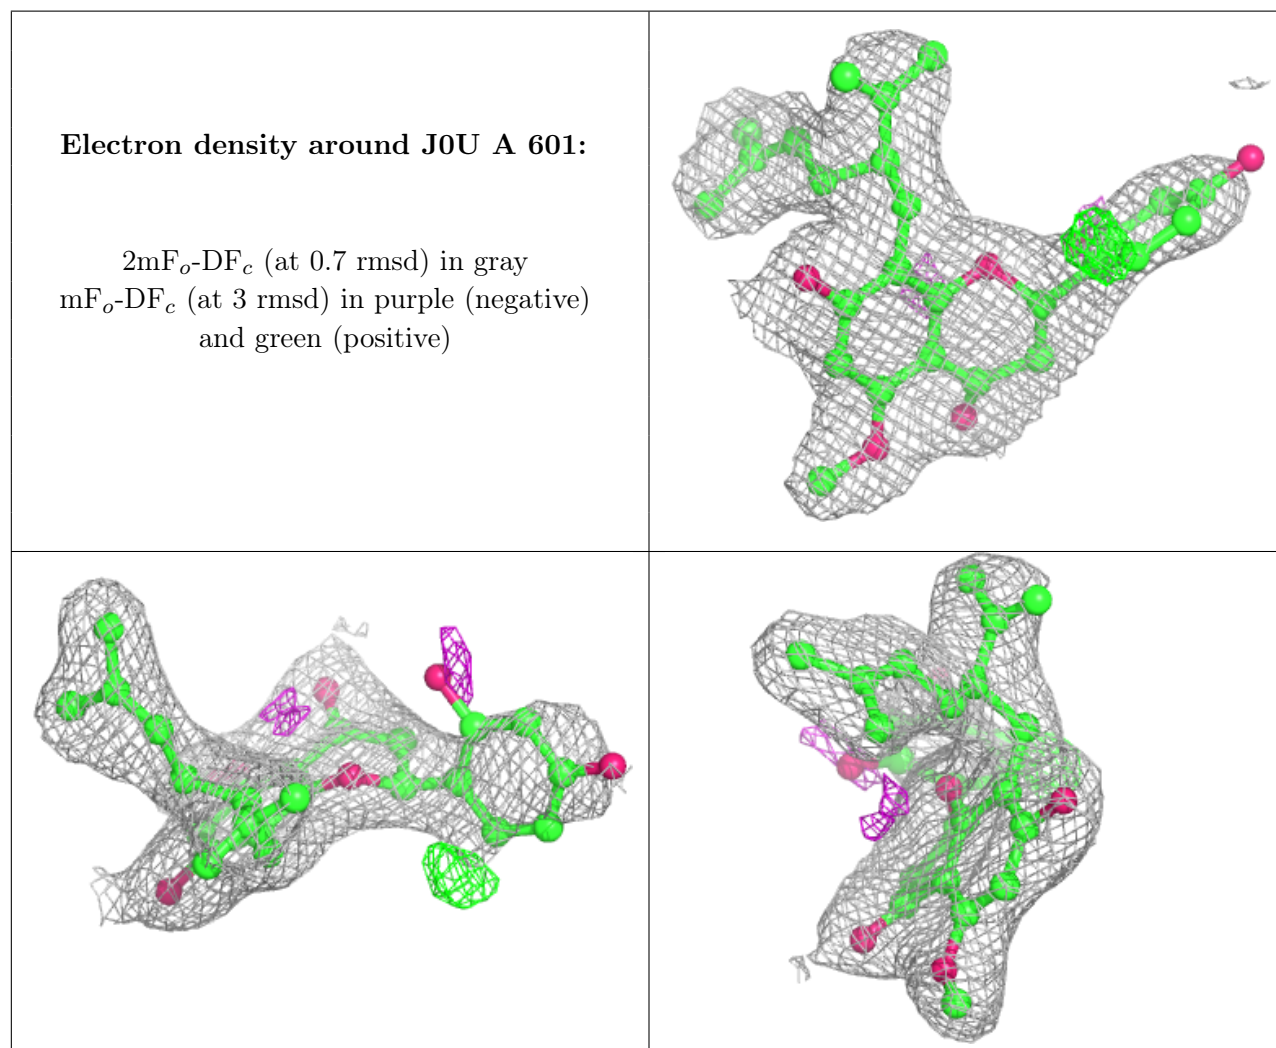 Electron density around J0U A 601:
2mFo-DFc (at 0.7 rmsd) in gray
mFo-DFc (at 3 rmsd) in purple (negative)
and green (positive)